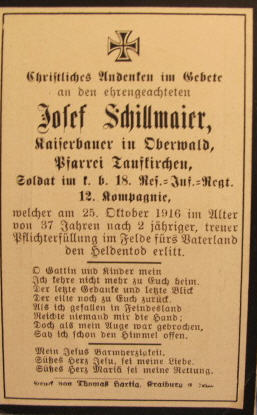 Christliches Andenken im Gebete
an den ehrengeachteten
Josef Schillmaier,
Kaiserbauer in Oberwald,
Pfarrei Taufkirchen,
Soldat im k. b. 18. Res.-Inf.-Regt.
12. Kompagnie,
welcher am 25. Oktober 1916 im Alter
von 37 Jahren nach 2 jähriger, treuer
Pflichterfüllung im Felde fürs Vaterland
den Heldentod erlitt.
O Gattin und Kinder mein
Ich kehre nicht mehr zu Euch heim.
Der letzte Gedanke und letzte Blick
Der eilte noch zu Euch zurück.
Als ich gefallen in Feindesland
Reichte niemand mir die Hand;
Doch als mein Auge war gebrochen,
Say ich schon den Himmel offen.
Mein Jesus Barmherzigkeit.
Süßes Herz Jesu, sei meine Liebe.
Süßes Herz Mariä sei meine Rettung.
Druck von Thomas Hartig, Kraiburg a.